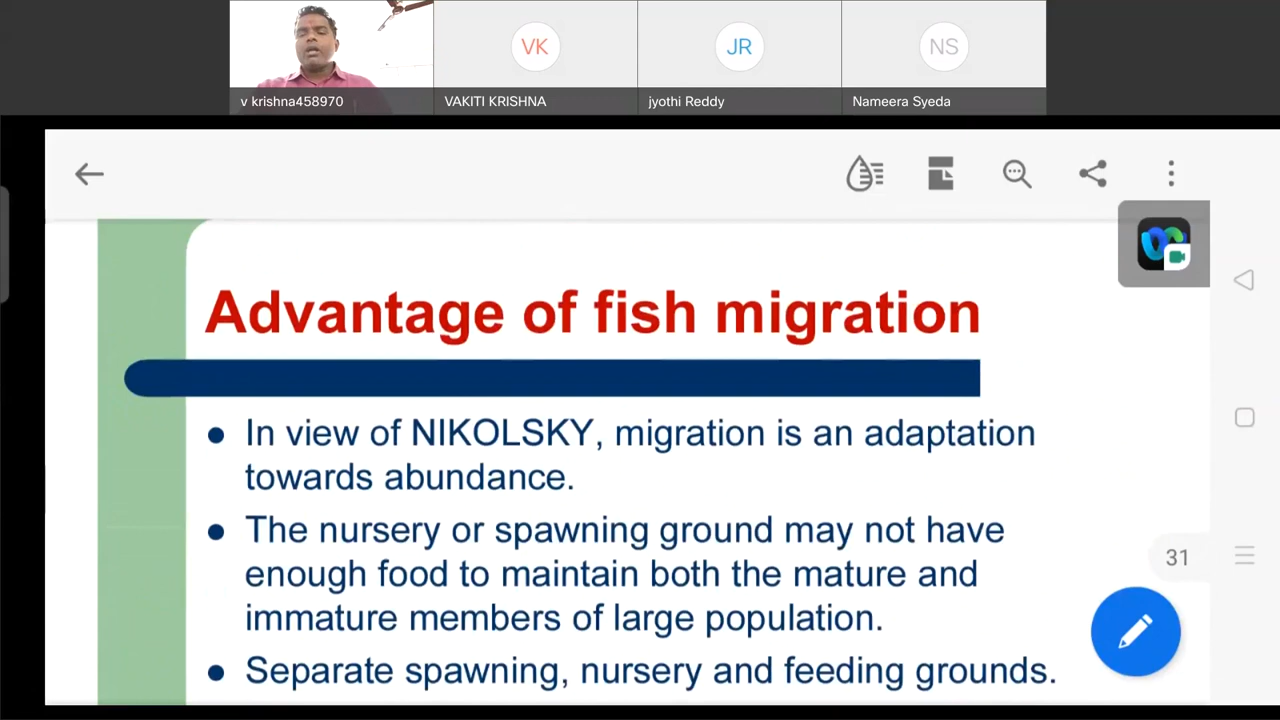 VK
JR
NS
v krishna458970
VAKITI KRISHNA
jyothi Reddy
Nameera Syeda
Advantage of fish migration
● In view of NIKOLSKY, migration is an adaptation
towards abundance.
● The nursery or spawning ground may not have
enough food to maintain both the mature and
immature members of large population.
● Separate spawning, nursery and feeding grounds.
31